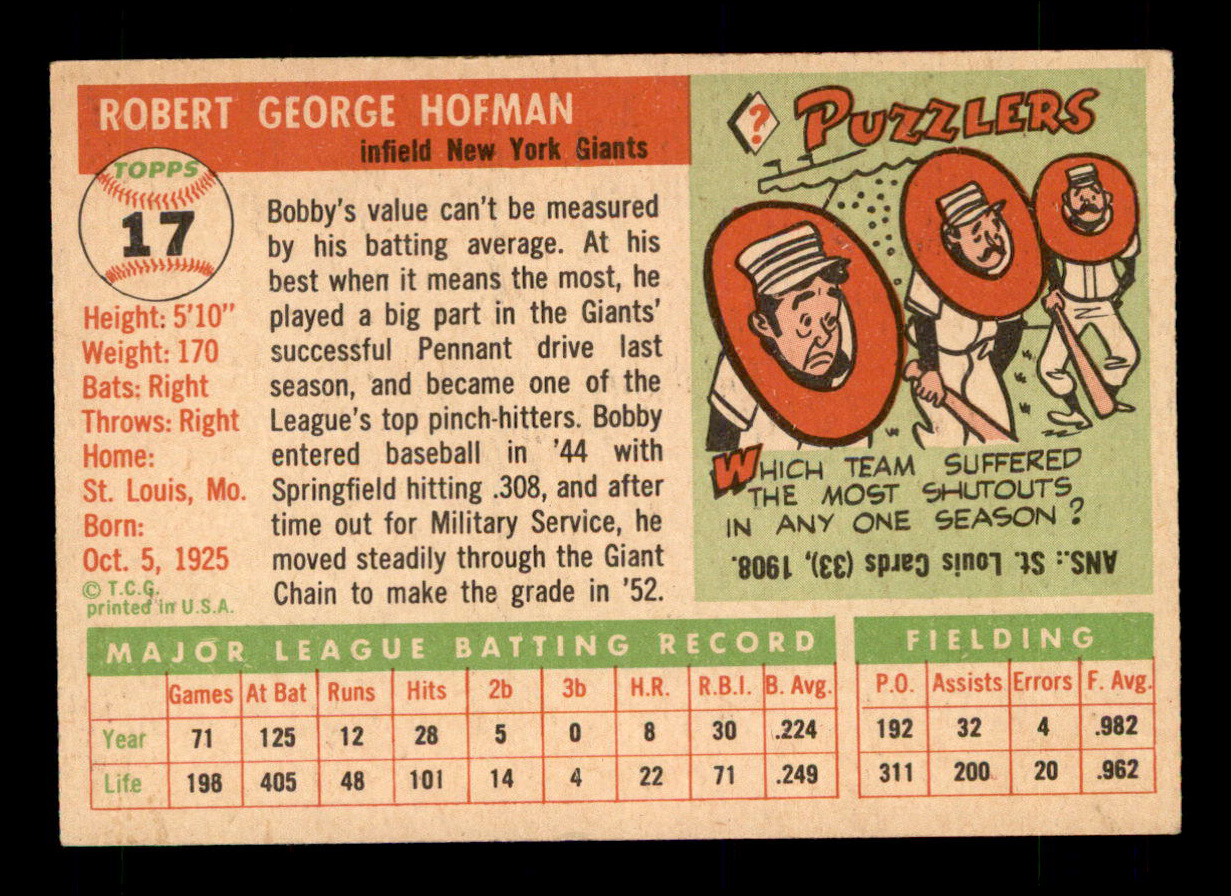 ROBERT GEORGE HOFMAN
infield New York Giants
TOPPS
17
Height: 5'10"
Weight: 170
Bats: Right
Throws: Right
Home:
St. Louis, Mo.
Born:
Oct. 5, 1925
© T.C.G.
printed in U.S.A.
Bobby's value can't be measured
by his batting average. At his
best when it means the most, he
played a big part in the Giants'
successful Pennant drive last
season, and became one of the
League's top pinch-hitters. Bobby
entered baseball in '44 with
Springfield hitting .308, and after
time out for Military Service, he
moved steadily through the Giant
Chain to make the grade in '52.
? PUZZLERS
WHICH TEAM SUFFERED
THE MOST SHUTOUTS
IN ANY ONE SEASON?
ANS.: St. Louis Cards (33), 1908.
MAJOR LEAGUE BATTING RECORD
Games At Bat Runs Hits 2b 3b H.R. R.B.I. B. Avg.
Year 71 125 12 28 5 0 8 30 .224
Life 198 405 48 101 14 4 22 71 .249
FIELDING
P.O. Assists Errors F. Avg.
192 32 4 .982
311 200 20 .962